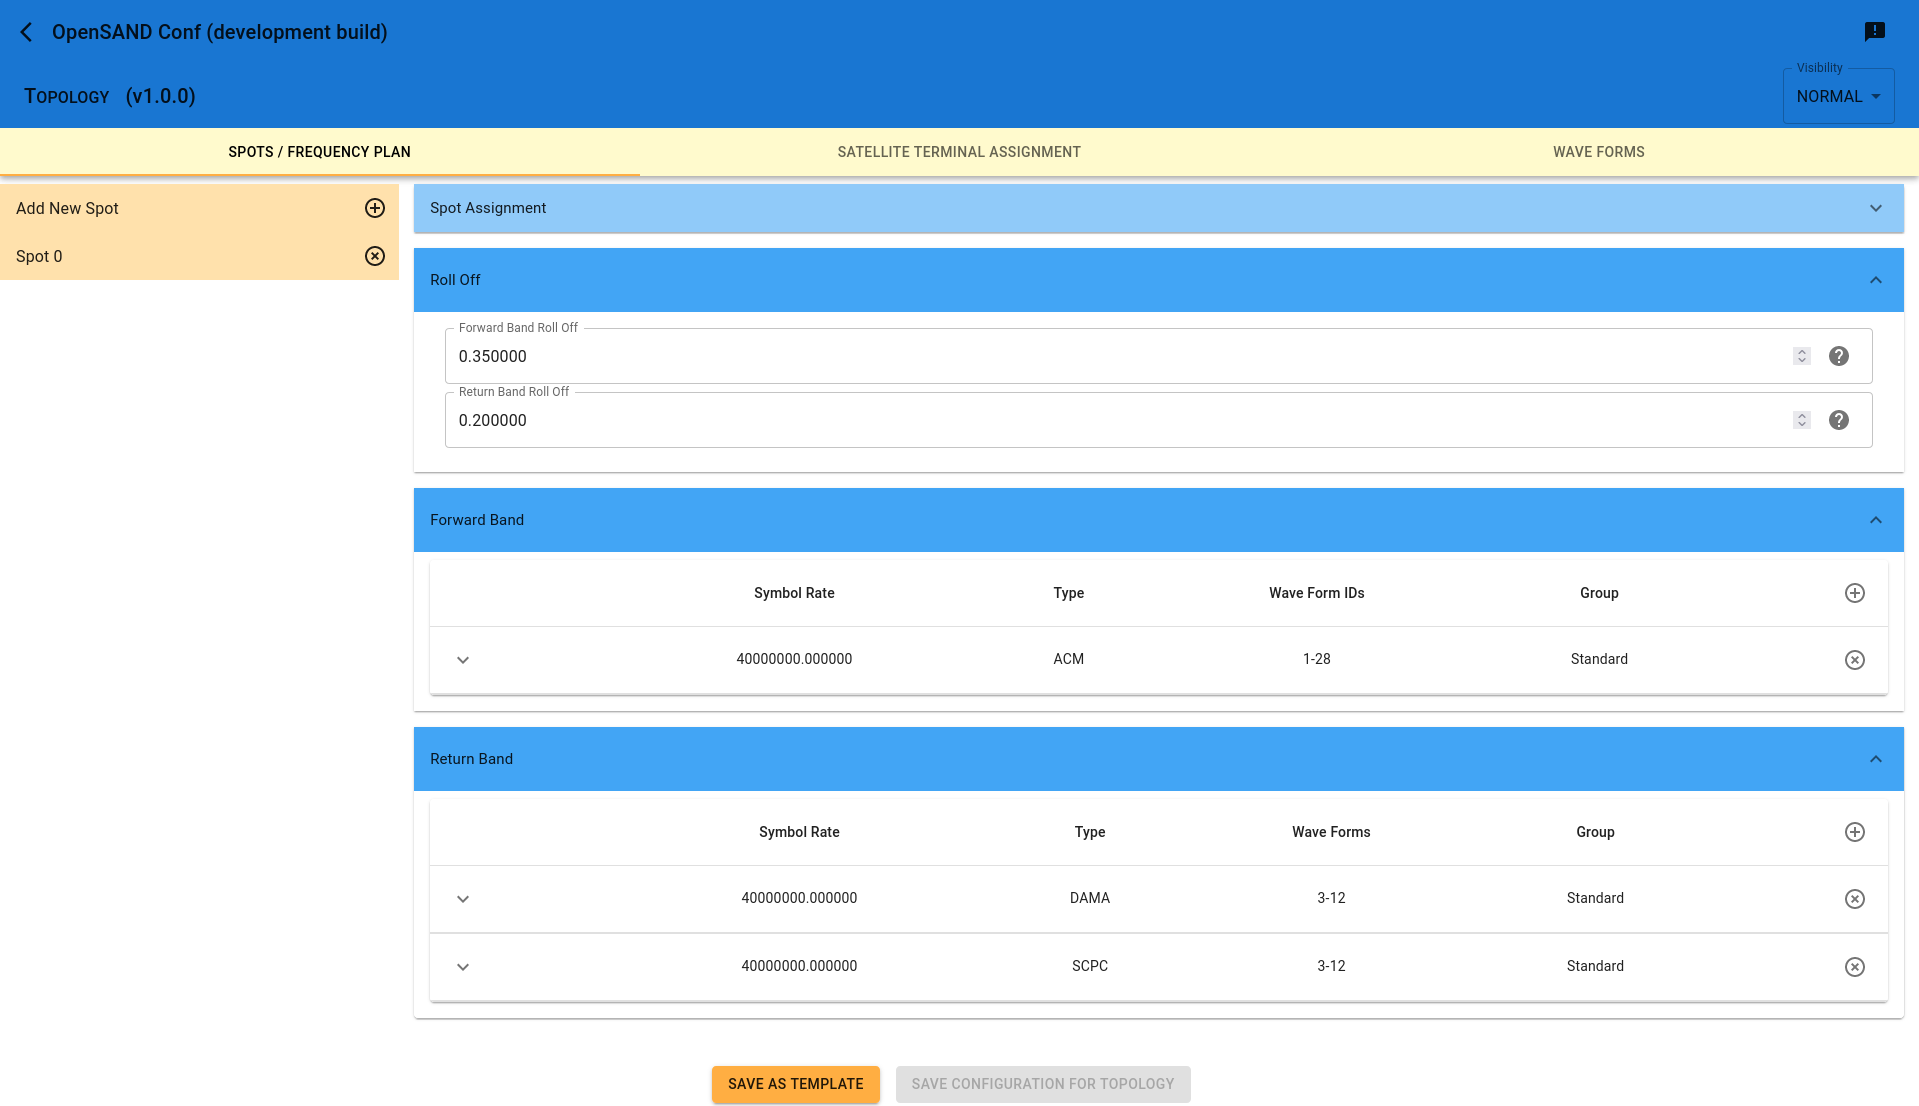 OpenSAND Conf (development build)
Topology (v1.0.0)
Visibility
NORMAL
SPOTS / FREQUENCY PLAN
SATELLITE TERMINAL ASSIGNMENT
WAVE FORMS
Add New Spot
Spot 0
Spot Assignment
Roll Off
Forward Band Roll Off
0.350000
Return Band Roll Off
0.200000
Forward Band
Symbol Rate Type Wave Form IDs Group
40000000.000000 ACM 1-28 Standard
Return Band
Symbol Rate Type Wave Forms Group
40000000.000000 DAMA 3-12 Standard
40000000.000000 SCPC 3-12 Standard
SAVE AS TEMPLATE
SAVE CONFIGURATION FOR TOPOLOGY